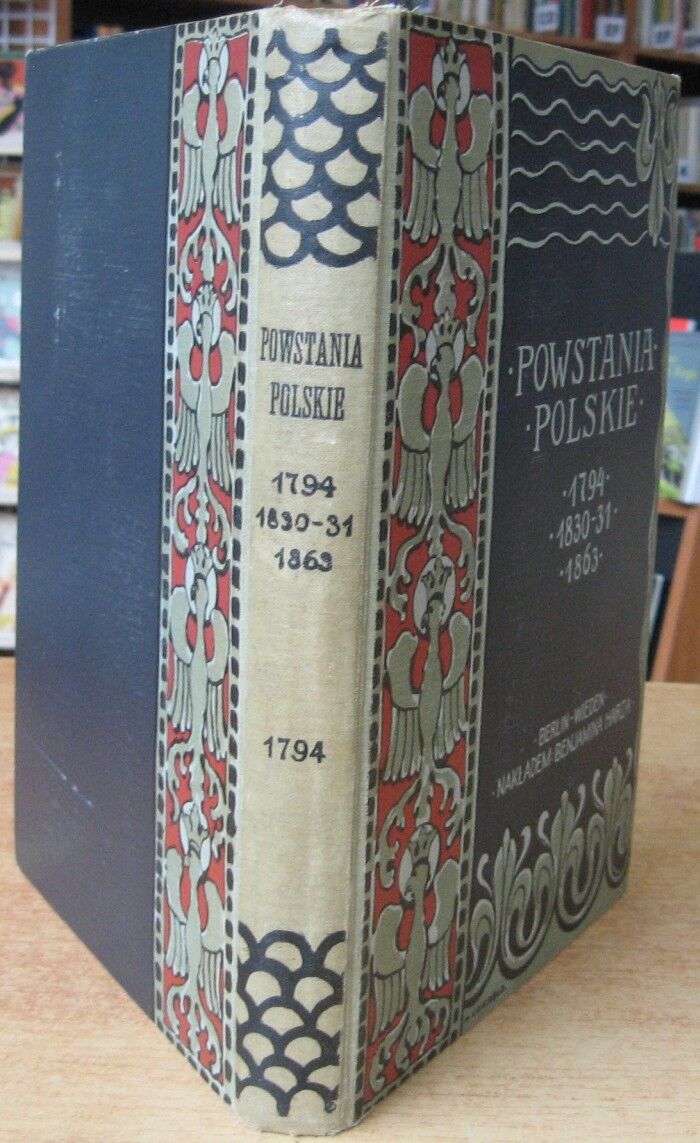 POWSTANIA
POLSKIE
1794
1830-31
1863
1794
·POWSTANIA·
·POLSKIE·
·1794·
·1830-31·
·1863·
·BERLIN·WIEDEN·
·NAKŁADEM·BENJAMINA HARZA·